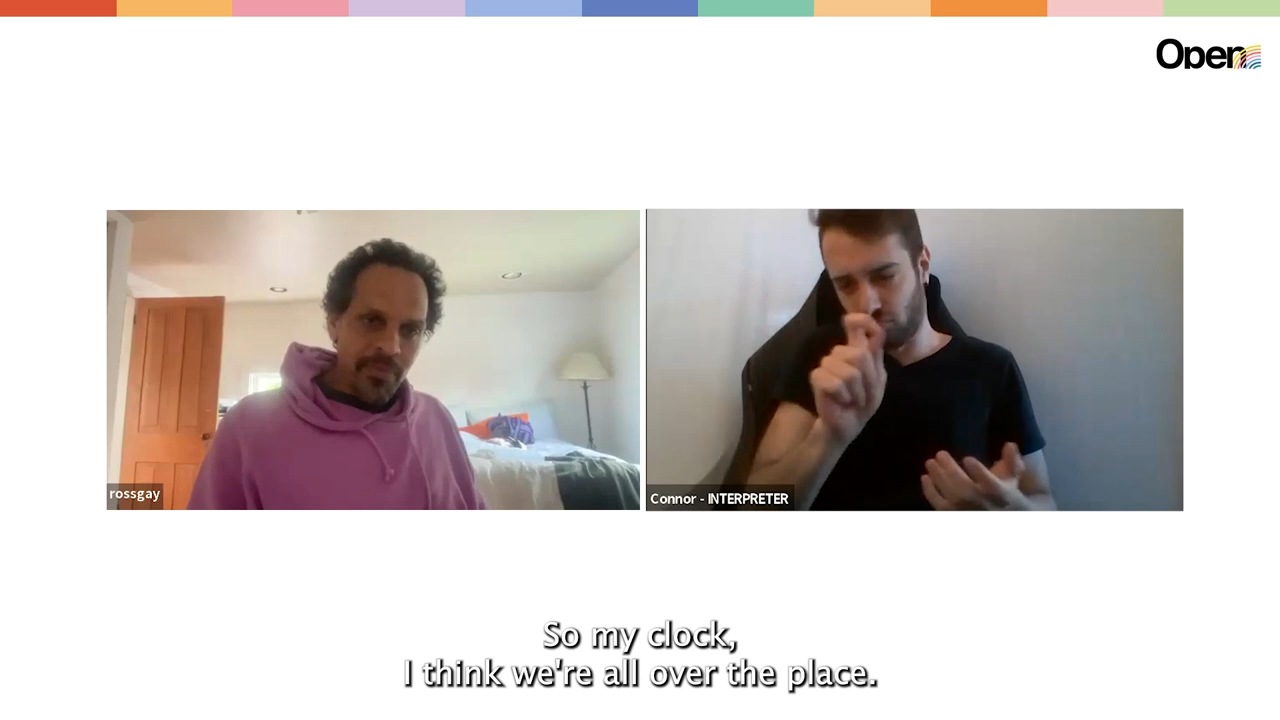 Open
rossgay
Connor - INTERPRETER
So my clock,
I think we're all over the place.